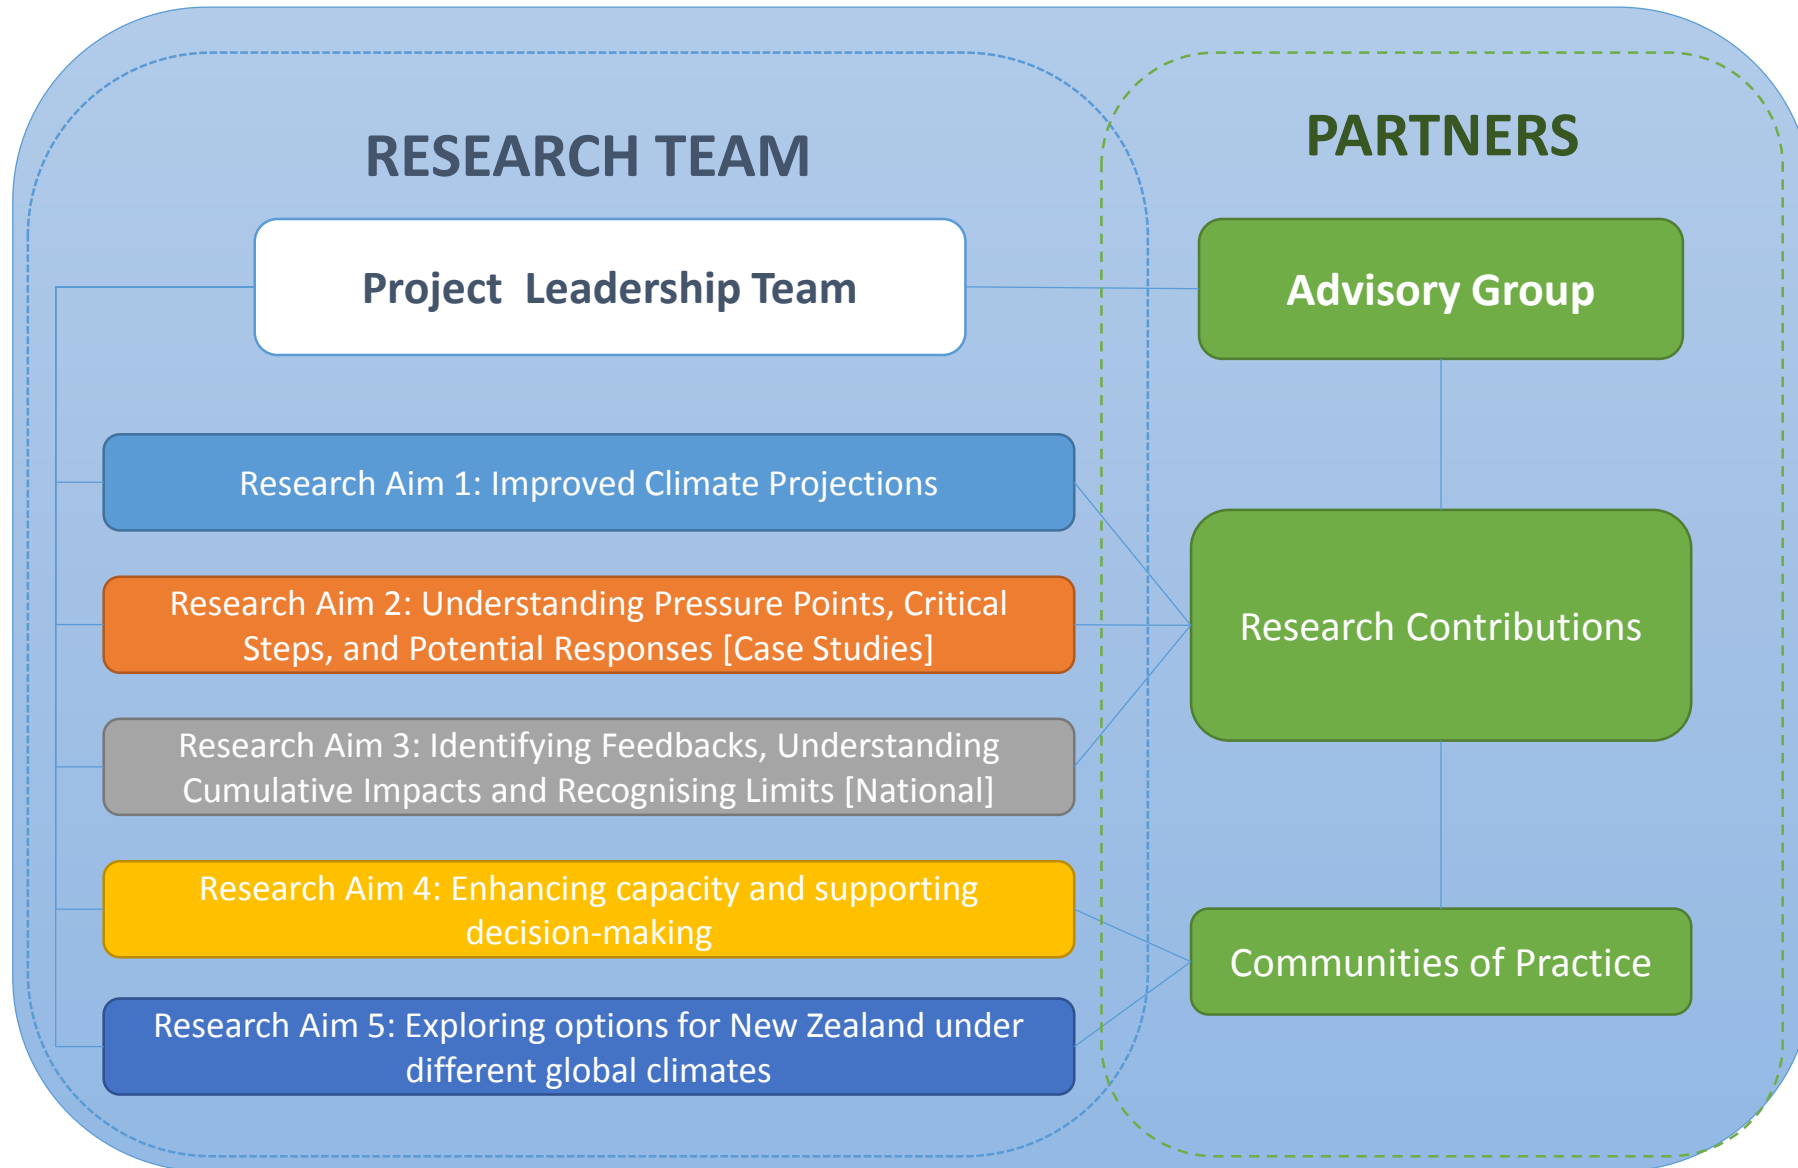 RESEARCH TEAM
PARTNERS
Project Leadership Team
Advisory Group
Research Aim 1: Improved Climate Projections
Research Aim 2: Understanding Pressure Points, Critical
Steps, and Potential Responses [Case Studies]
Research Contributions
Research Aim 3: Identifying Feedbacks, Understanding
Cumulative Impacts and Recognising Limits [National]
Research Aim 4: Enhancing capacity and supporting
decision-making
Communities of Practice
Research Aim 5: Exploring options for New Zealand under
different global climates